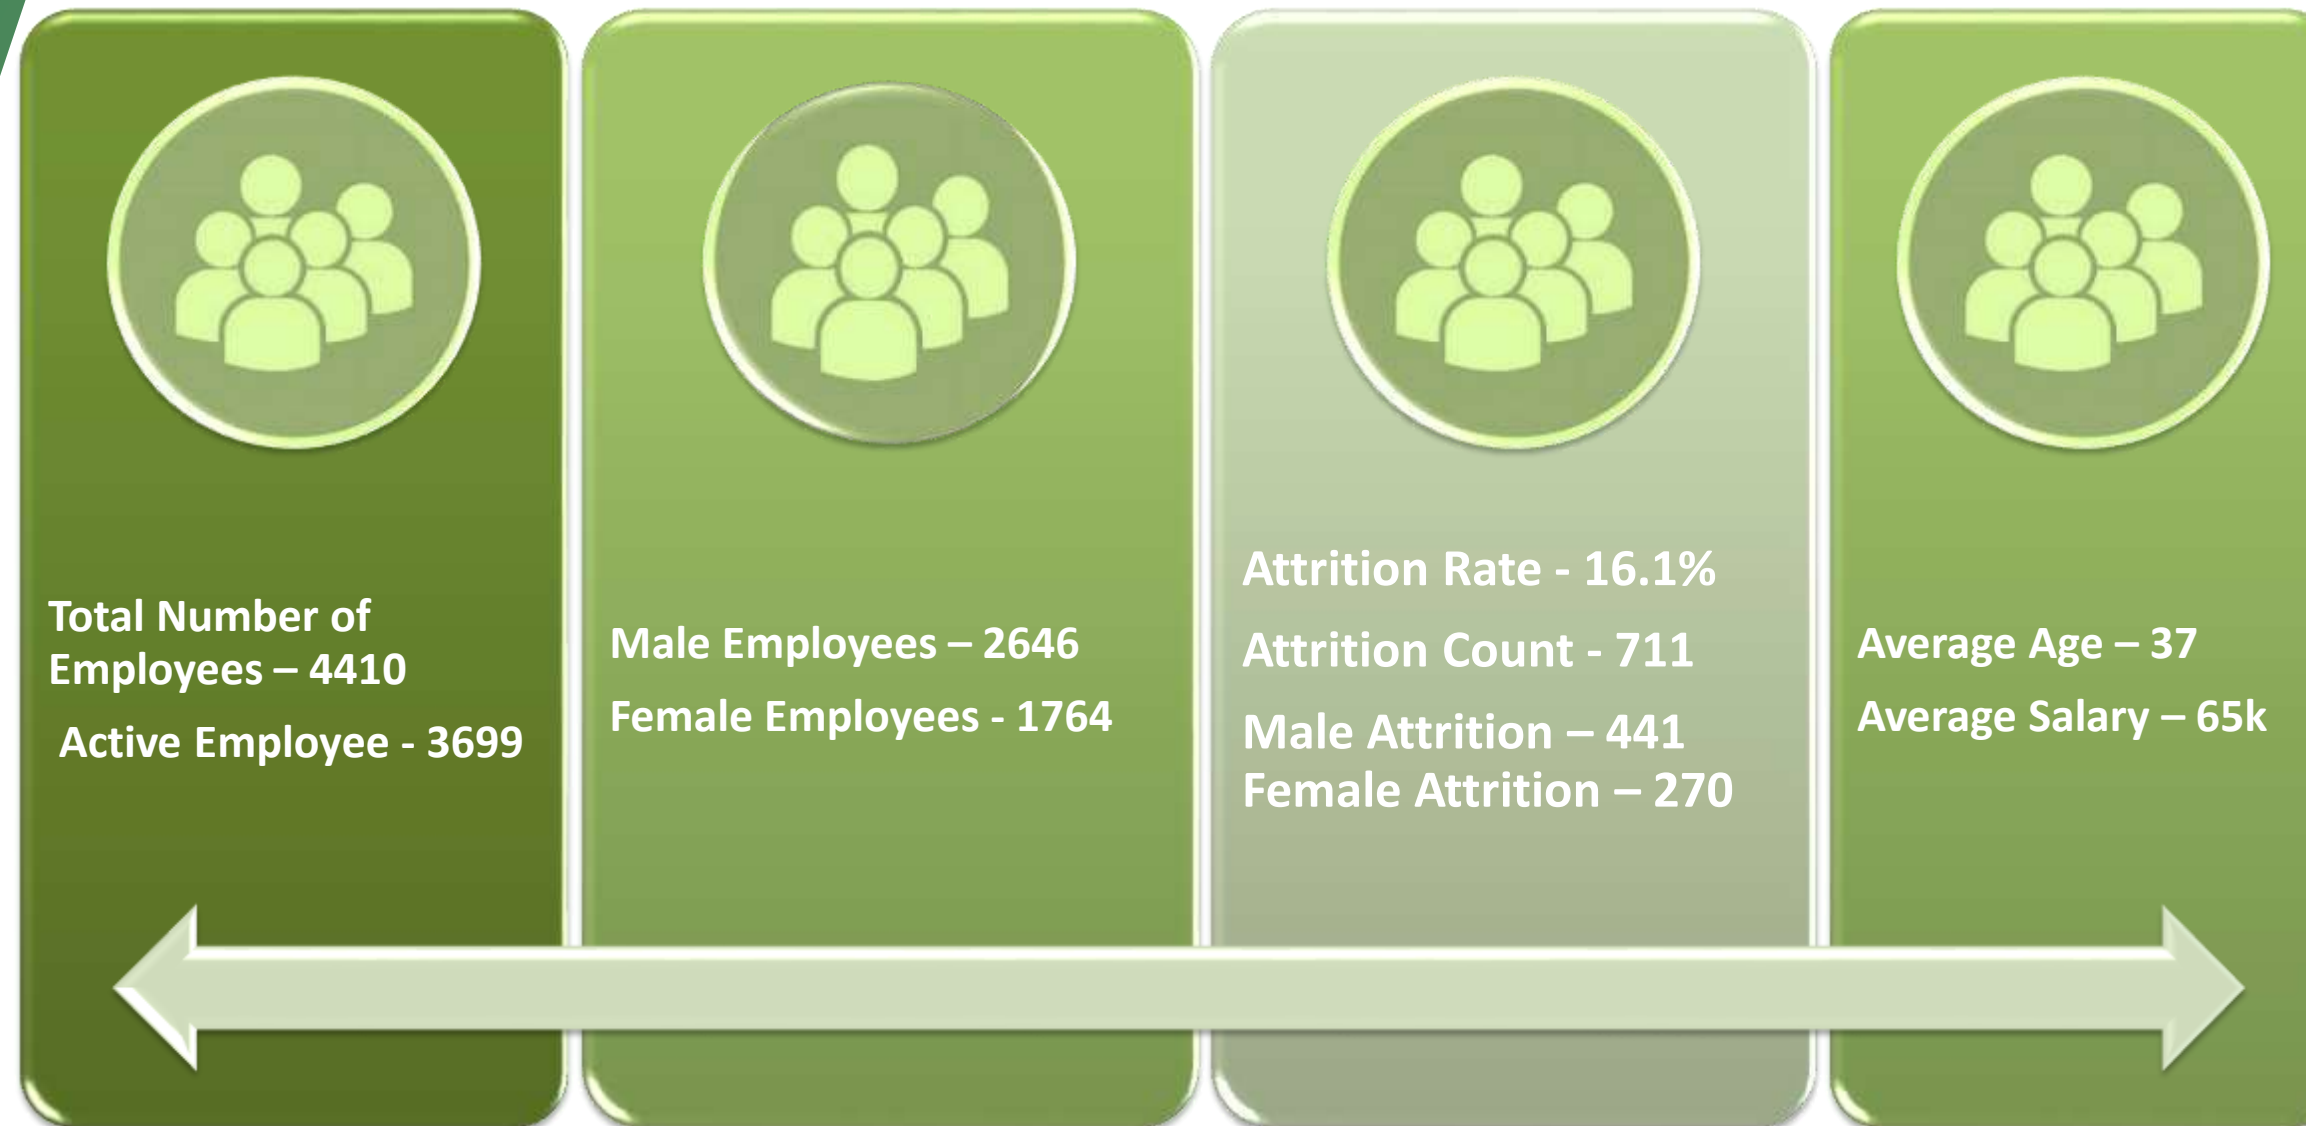 Total Number of
Employees – 4410
Active Employee - 3699
Male Employees – 2646
Female Employees - 1764
Attrition Rate - 16.1%
Attrition Count - 711
Male Attrition – 441
Female Attrition – 270
Average Age – 37
Average Salary – 65k